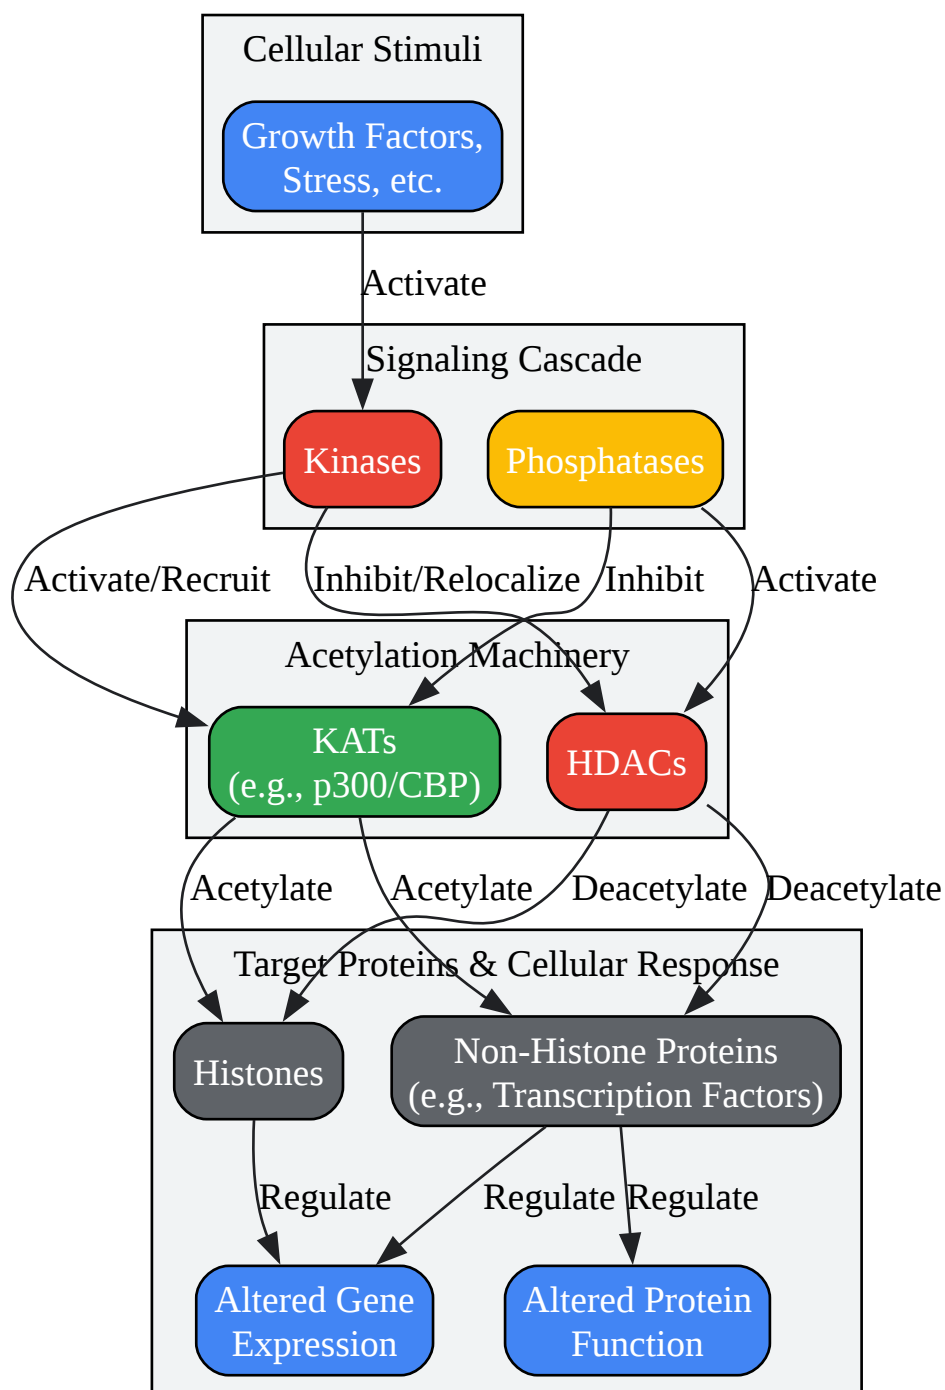 Cellular Stimuli
Growth Factors,
Stress, etc.
Activate
Signaling Cascade
Kinases
Phosphatases
Activate/Recruit
Inhibit/Relocalize
Inhibit
Activate
Acetylation Machinery
KATs
(e.g., p300/CBP)
HDACs
Acetylate
Acetylate
Deacetylate
Deacetylate
Target Proteins & Cellular Response
Histones
Non-Histone Proteins
(e.g., Transcription Factors)
Regulate
Regulate
Regulate
Altered Gene
Expression
Altered Protein
Function